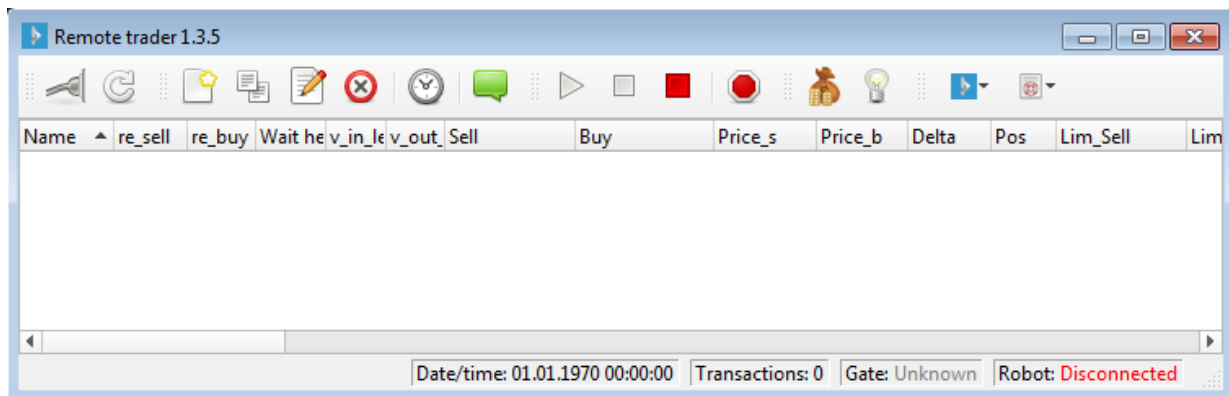 Remote trader 1.3.5
Name re_sell re_buy Wait he v_in_le v_out_ Sell Buy Price_s Price_b Delta Pos Lim_Sell Lim
Date/time: 01.01.1970 00:00:00 Transactions: 0 Gate: Unknown Robot: Disconnected